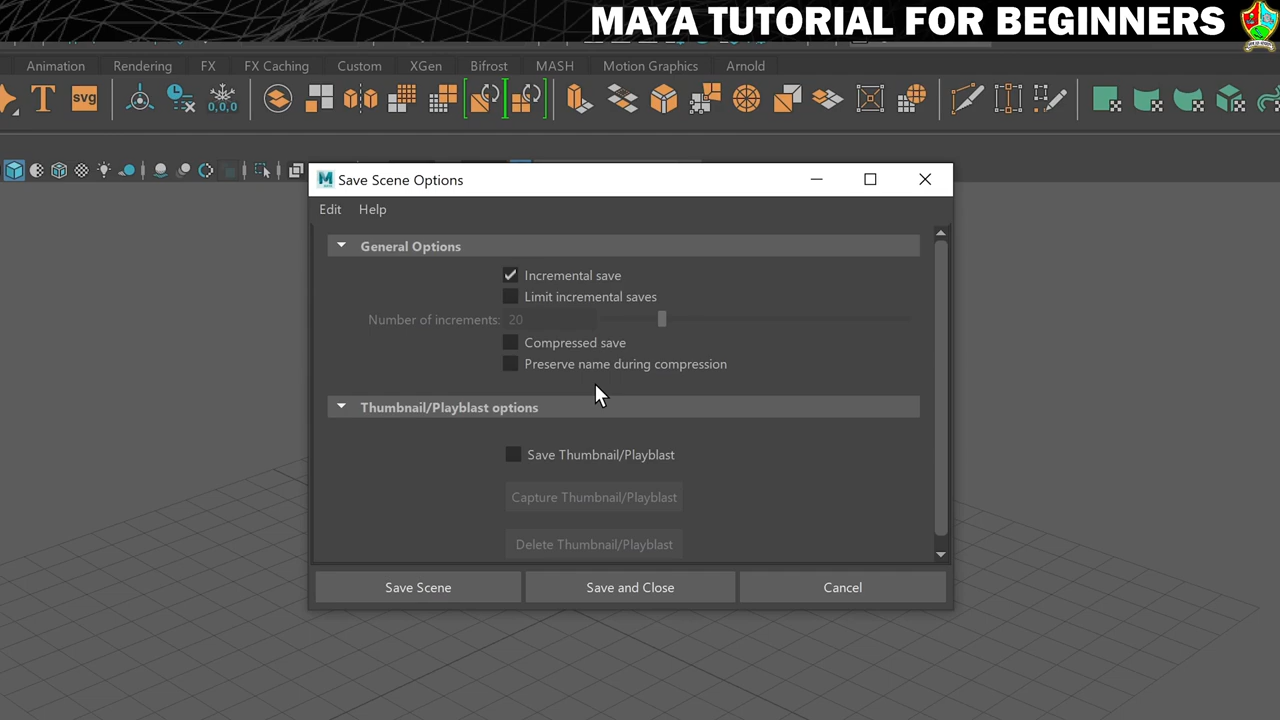 MAYA TUTORIAL FOR BEGINNERS
Animation Rendering FX FX Caching Custom XGen Bifrost MASH Motion Graphics Arnold
T svg 0,0,0
Save Scene Options
Edit Help
General Options
Incremental save
Limit incremental saves
Number of increments: 20
Compressed save
Preserve name during compression
Thumbnail/Playblast options
Save Thumbnail/Playblast
Capture Thumbnail/Playblast
Delete Thumbnail/Playblast
Save Scene Save and Close Cancel